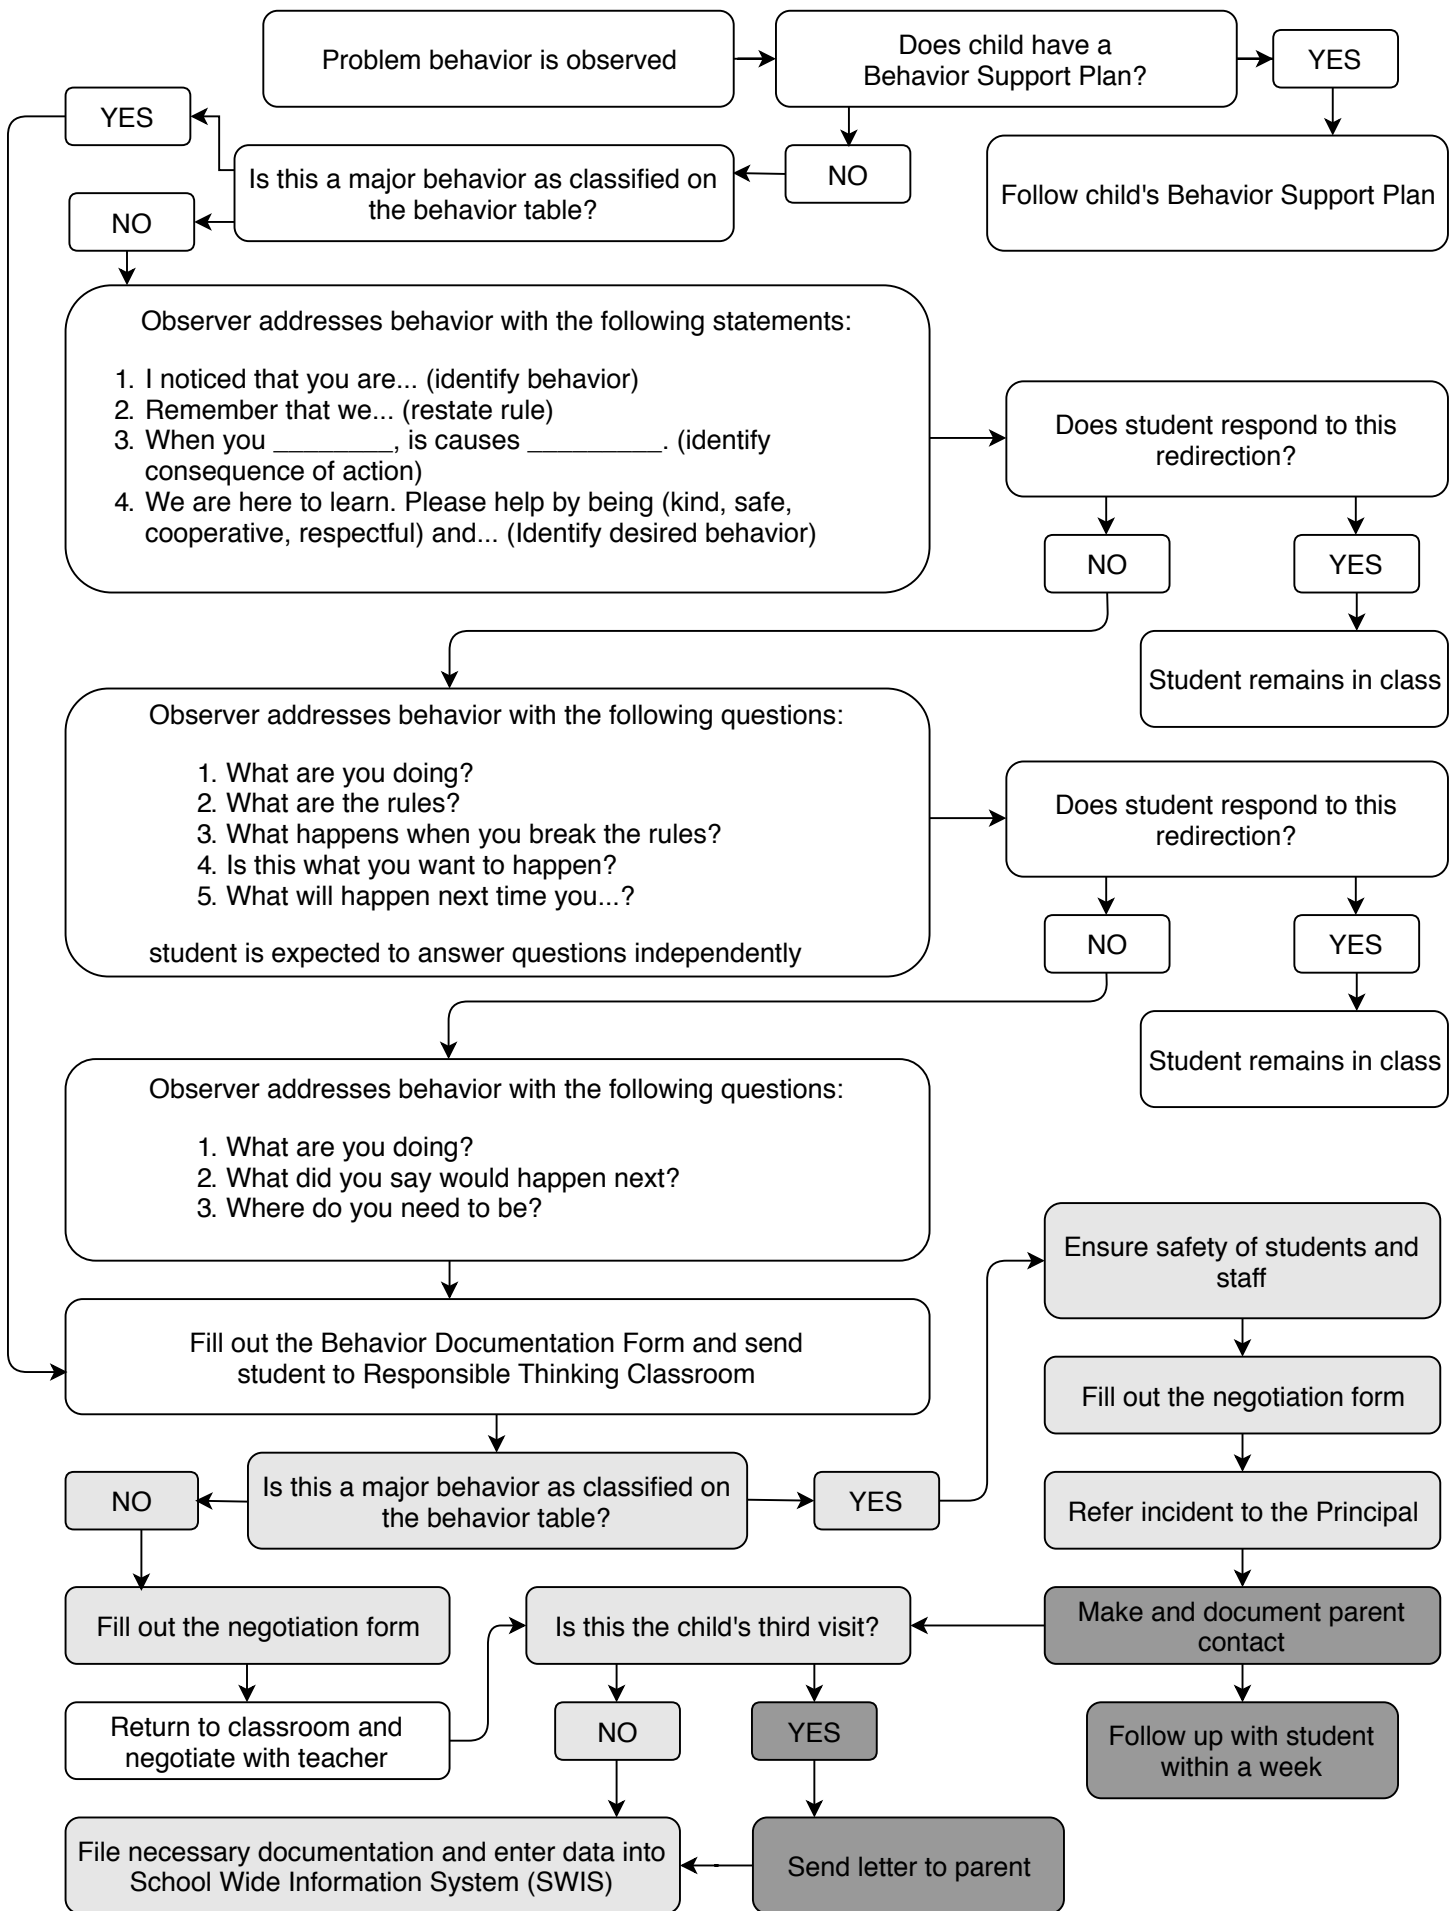 Problem behavior is observed
Does child have a
Behavior Support Plan?
YES
YES
Is this a major behavior as classified on
the behavior table?
NO
Follow child's Behavior Support Plan
NO
Observer addresses behavior with the following statements:
1. I noticed that you are... (identify behavior)
2. Remember that we... (restate rule)
3. When you ________, is causes _________. (identify
consequence of action)
4. We are here to learn. Please help by being (kind, safe,
cooperative, respectful) and... (Identify desired behavior)
Does student respond to this
redirection?
NO
YES
Student remains in class
Observer addresses behavior with the following questions:
1. What are you doing?
2. What are the rules?
3. What happens when you break the rules?
4. Is this what you want to happen?
5. What will happen next time you...?
student is expected to answer questions independently
Does student respond to this
redirection?
NO
YES
Student remains in class
Observer addresses behavior with the following questions:
1. What are you doing?
2. What did you say would happen next?
3. Where do you need to be?
Ensure safety of students and
staff
Fill out the Behavior Documentation Form and send
student to Responsible Thinking Classroom
Fill out the negotiation form
NO
Is this a major behavior as classified on
the behavior table?
YES
Refer incident to the Principal
Fill out the negotiation form
Is this the child's third visit?
Make and document parent
contact
Return to classroom and
negotiate with teacher
NO
YES
Follow up with student
within a week
File necessary documentation and enter data into
School Wide Information System (SWIS)
Send letter to parent